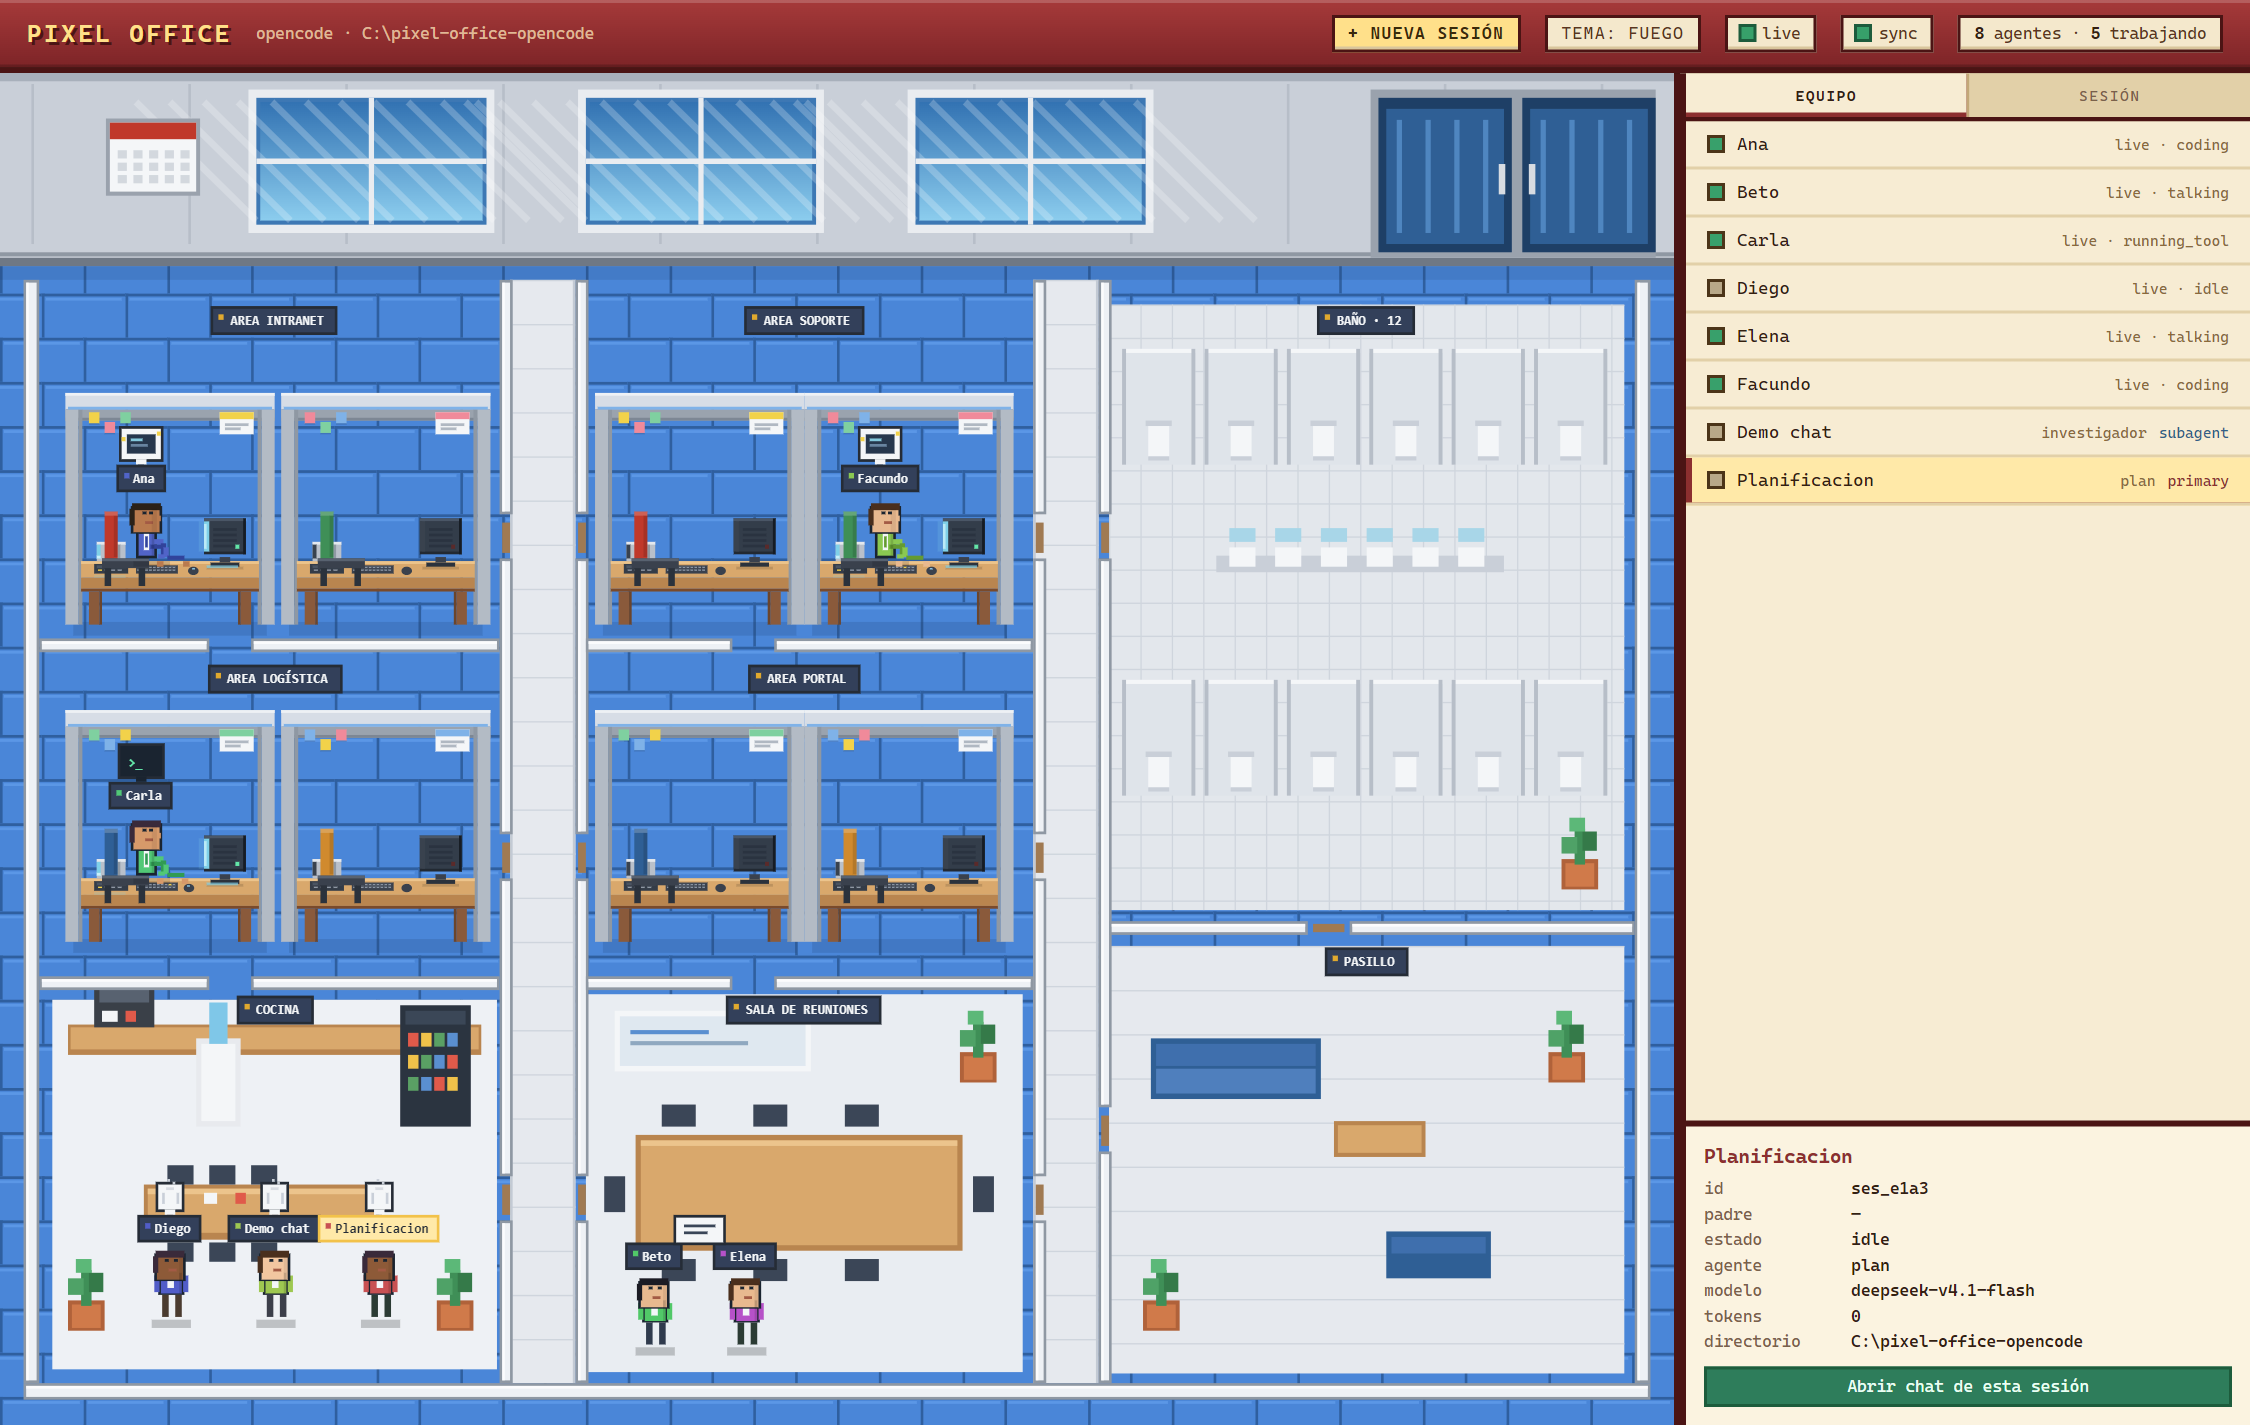 PIXEL OFFICE
opencode · C:\pixel-office-opencode
+ NUEVA SESIÓN
TEMA: FUEGO
live
sync
8 agentes · 5 trabajando
EQUIPO
SESIÓN
Ana live · coding
Beto live · talking
Carla live · running_tool
Diego live · idle
Elena live · talking
Facundo live · coding
Demo chat investigador subagent
Planificacion plan primary
AREA INTRANET
AREA SOPORTE
BAÑO · 12
Ana
Facundo
AREA LOGÍSTICA
AREA PORTAL
>_
Carla
PASILLO
COCINA
SALA DE REUNIONES
Diego
Demo chat
Planificacion
Beto
Elena
Planificacion
id ses_e1a3
padre —
estado idle
agente plan
modelo deepseek-v4.1-flash
tokens 0
directorio C:\pixel-office-opencode
Abrir chat de esta sesión